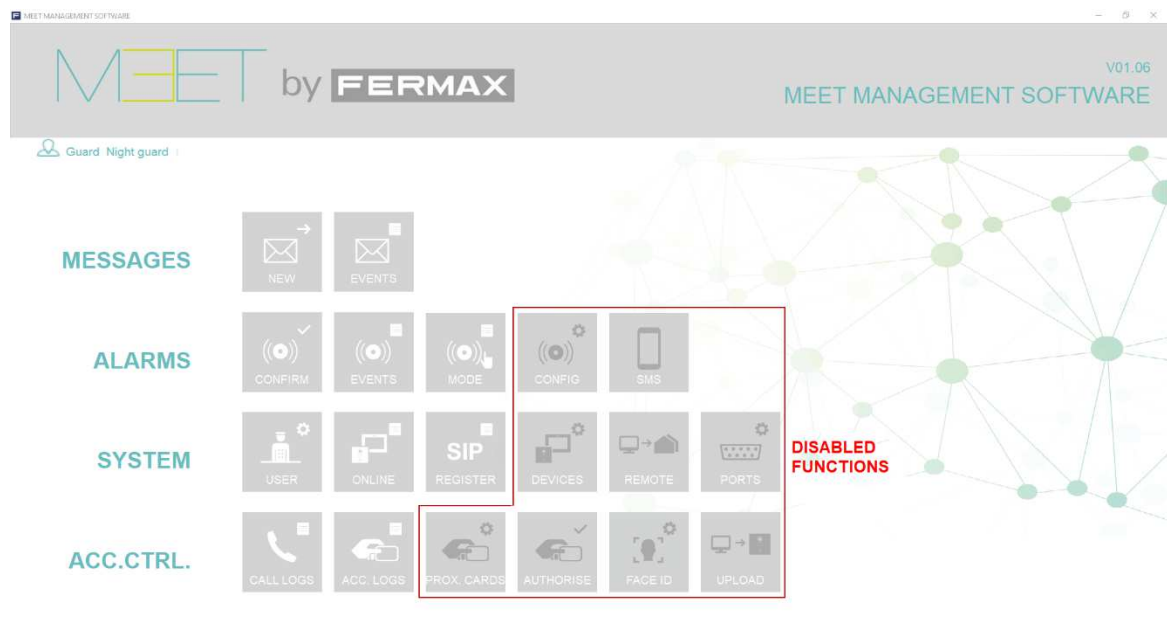 MEET MANAGEMENT SOFTWARE
MEET by FERMAX
V01.06
MEET MANAGEMENT SOFTWARE
Guard Night guard
MESSAGES
NEW
EVENTS
ALARMS
CONFIRM
EVENTS
MODE
CONFIG
SMS
SYSTEM
USER
ONLINE
SIP
REGISTER
DEVICES
REMOTE
PORTS
DISABLED
FUNCTIONS
ACC.CTRL.
CALL LOGS
ACC. LOGS
PROX. CARDS
AUTHORISE
FACE ID
UPLOAD